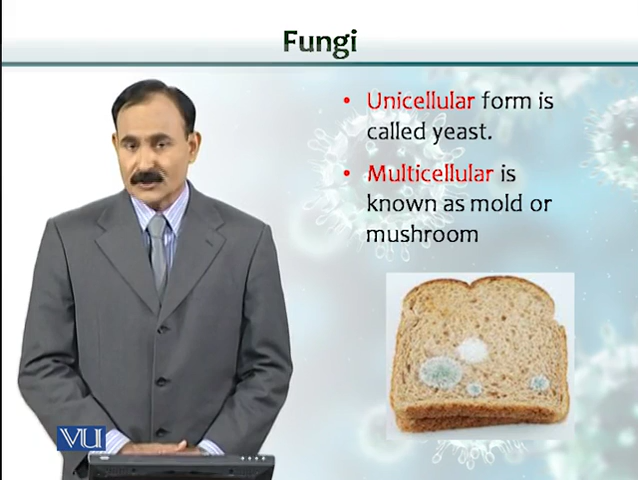 Fungi
• Unicellular form is
called yeast.
• Multicellular is
known as mold or
mushroom
VU